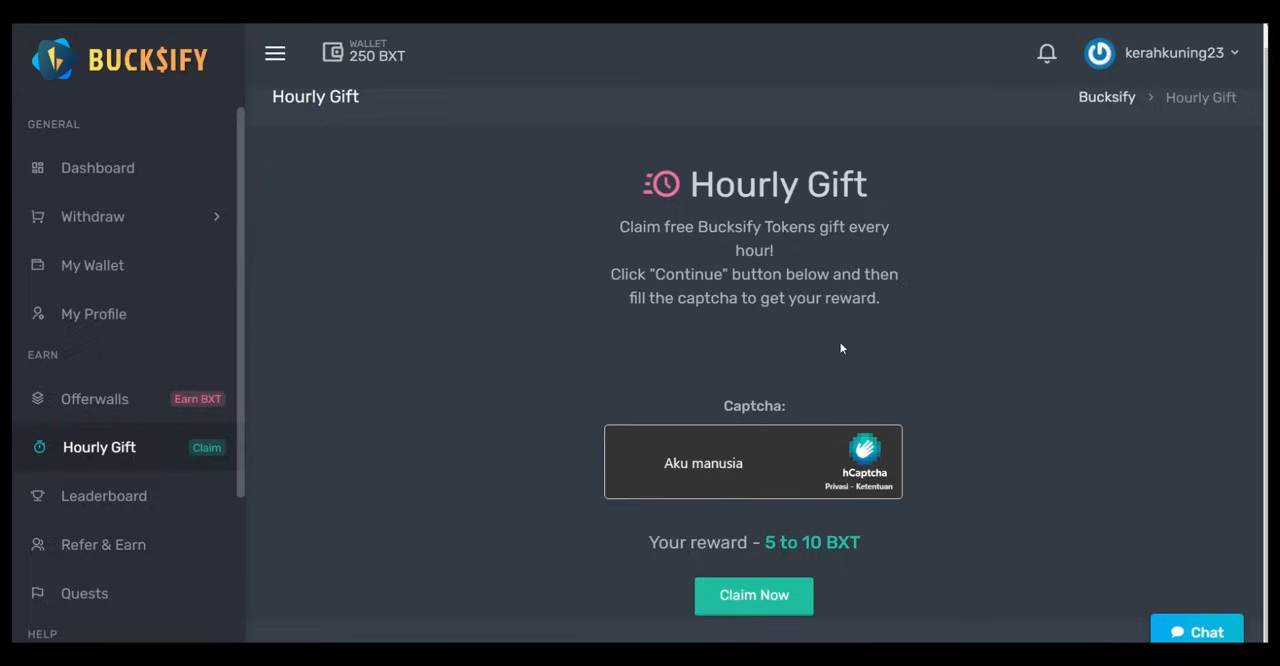 BUCK$IFY
WALLET
250 BXT
kerahkuning23
Hourly Gift
Bucksify > Hourly Gift
GENERAL
Dashboard
Withdraw
My Wallet
My Profile
EARN
Offerwalls Earn BXT
Hourly Gift Claim
Leaderboard
Refer & Earn
Quests
HELP
Hourly Gift
Claim free Bucksify Tokens gift every
hour!
Click "Continue" button below and then
fill the captcha to get your reward.
Captcha:
Aku manusia
hCaptcha
Privasi - Ketentuan
Your reward - 5 to 10 BXT
Claim Now
Chat